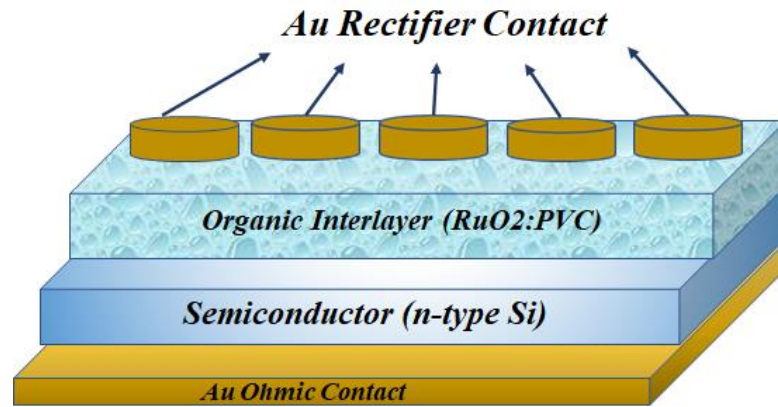 Au Rectifier Contact
Organic Interlayer (RuO2:PVC)
Semiconductor (n-type Si)
Au Ohmic Contact